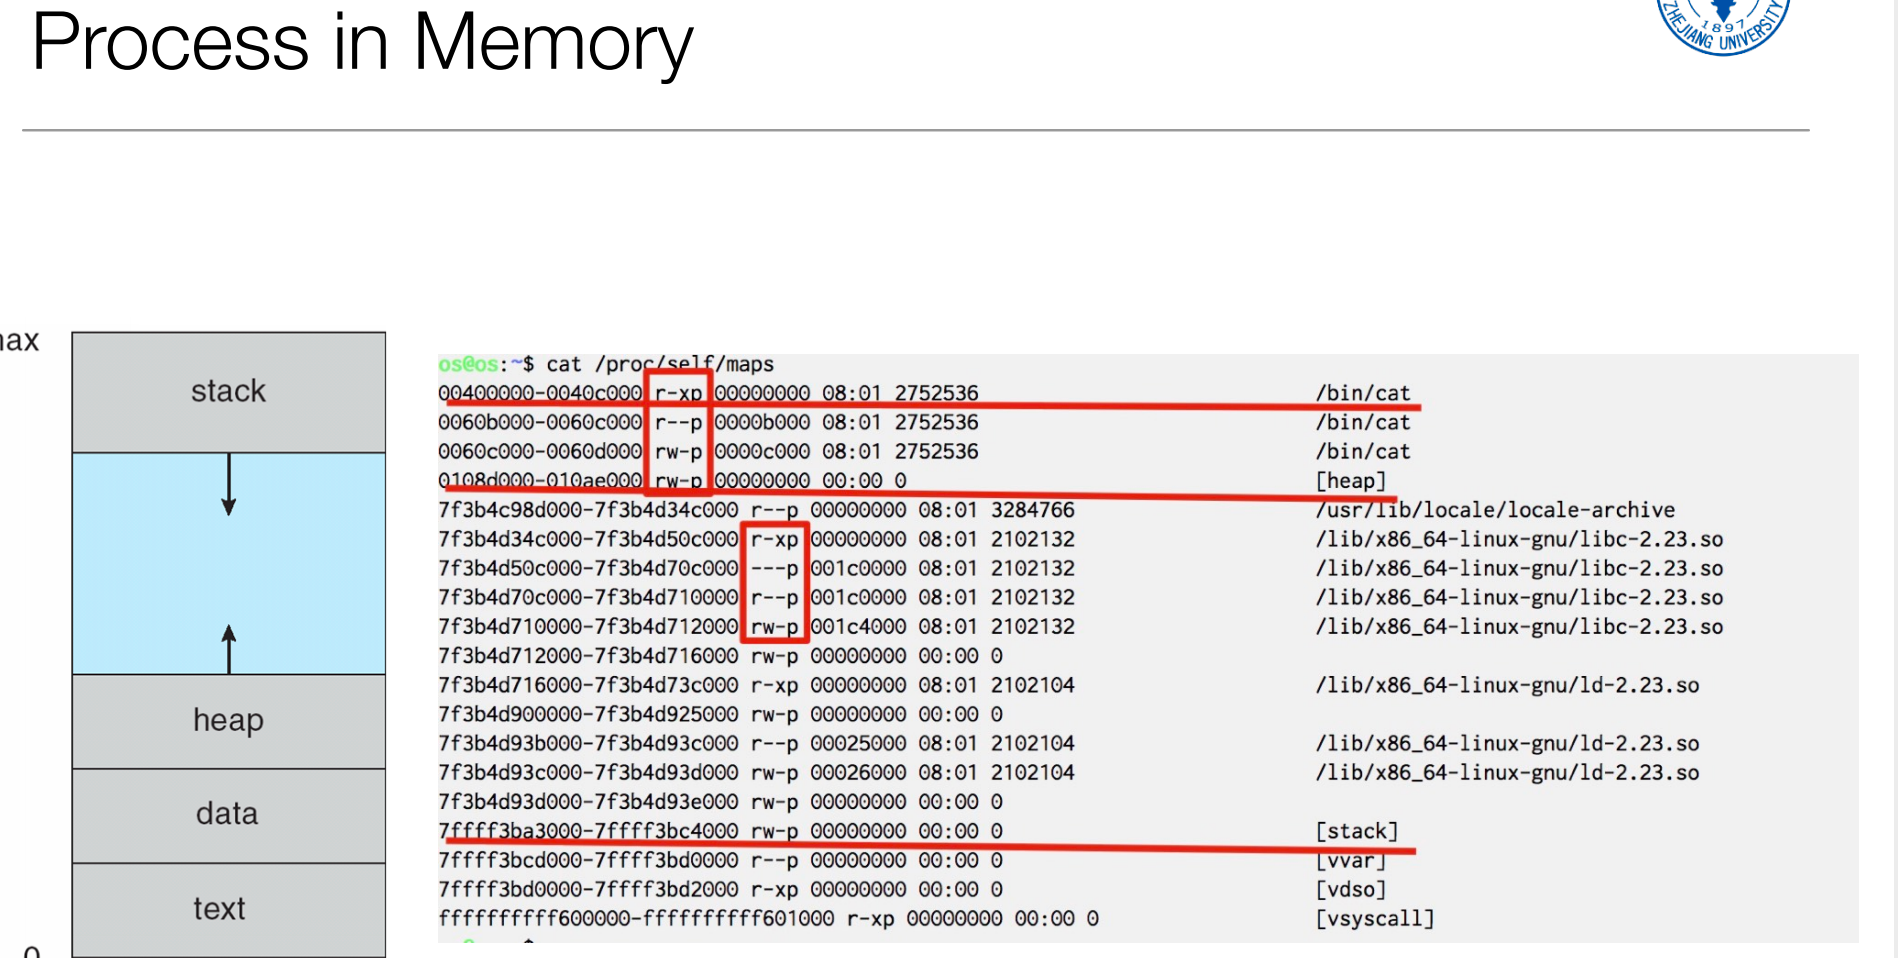 Process in Memory
1897
ZHEJIANG UNIVERSITY
stack
heap
data
text
0
os@os:~$ cat /proc/self/maps
00400000-0040c000 r-xp 00000000 08:01 2752536 /bin/cat
0060b000-0060c000 r--p 0000b000 08:01 2752536 /bin/cat
0060c000-0060d000 rw-p 0000c000 08:01 2752536 /bin/cat
0108d000-010ae000 rw-p 00000000 00:00 0 [heap]
7f3b4c98d000-7f3b4d34c000 r--p 00000000 08:01 3284766 /usr/lib/locale/locale-archive
7f3b4d34c000-7f3b4d50c000 r-xp 00000000 08:01 2102132 /lib/x86_64-linux-gnu/libc-2.23.so
7f3b4d50c000-7f3b4d70c000 ---p 001c0000 08:01 2102132 /lib/x86_64-linux-gnu/libc-2.23.so
7f3b4d70c000-7f3b4d710000 r--p 001c0000 08:01 2102132 /lib/x86_64-linux-gnu/libc-2.23.so
7f3b4d710000-7f3b4d712000 rw-p 001c4000 08:01 2102132 /lib/x86_64-linux-gnu/libc-2.23.so
7f3b4d712000-7f3b4d716000 rw-p 00000000 00:00 0
7f3b4d716000-7f3b4d73c000 r-xp 00000000 08:01 2102104 /lib/x86_64-linux-gnu/ld-2.23.so
7f3b4d900000-7f3b4d925000 rw-p 00000000 00:00 0
7f3b4d93b000-7f3b4d93c000 r--p 00025000 08:01 2102104 /lib/x86_64-linux-gnu/ld-2.23.so
7f3b4d93c000-7f3b4d93d000 rw-p 00026000 08:01 2102104 /lib/x86_64-linux-gnu/ld-2.23.so
7f3b4d93d000-7f3b4d93e000 rw-p 00000000 00:00 0
7ffff3ba3000-7ffff3bc4000 rw-p 00000000 00:00 0 [stack]
7ffff3bcd000-7ffff3bd0000 r--p 00000000 00:00 0 [vvar]
7ffff3bd0000-7ffff3bd2000 r-xp 00000000 00:00 0 [vdso]
ffffffffff600000-ffffffffff601000 r-xp 00000000 00:00 0 [vsyscall]